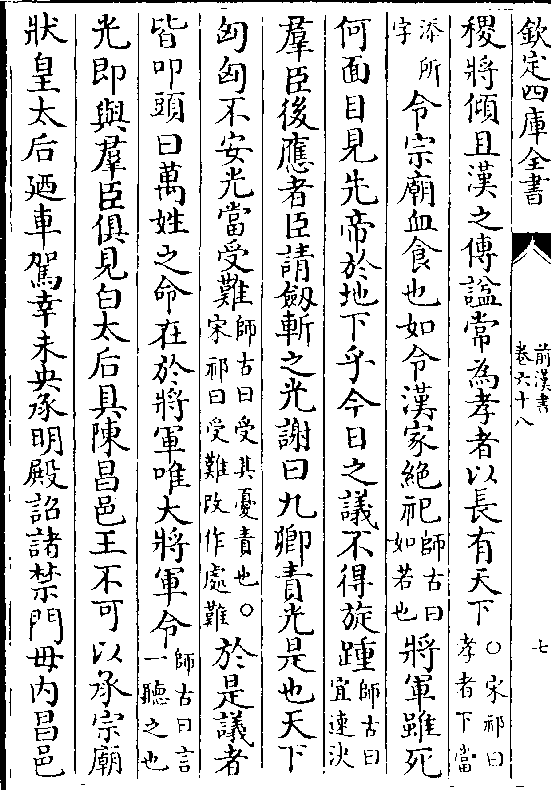 欽定四庫全書
前漢書
卷六十八
七
稷將傾且漢之傳諡常為孝者以長有天下○宋祁曰孝者下當
添所字令宗廟血食也如令漢家絶祀師古曰如若也將軍雖死
何面目見先帝於地下乎今日之議不得旋踵師古曰宜速決
羣臣後應者臣請劔斬之光謝曰九卿責光是也天下
匈匈不安光當受難師古曰受其憂責也○宋祁曰受難改作處難於是議者
皆叩頭曰萬姓之命在於將軍唯大將軍令師古曰言一聽之也
光即與羣臣俱見白太后具陳昌邑王不可以承宗廟
狀皇太后廼車駕幸未央承明殿詔諸禁門毋内昌邑